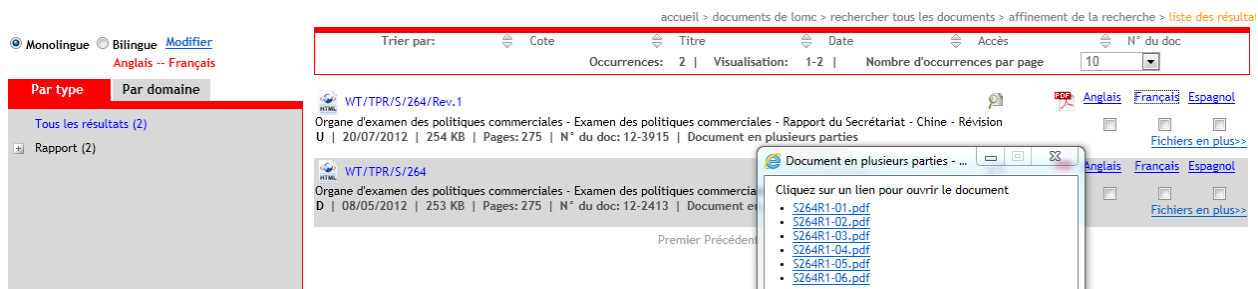 accueil > documents de lomc > rechercher tous les documents > affinement de la recherche > liste des résultat
Monolingue Bilingue Modifier
Anglais -- Français
Par type Par domaine
Tous les résultats (2)
Rapport (2)
Trier par: Cote Titre Date Accès N° du doc
Occurrences: 2 | Visualisation: 1-2 | Nombre d'occurrences par page 10
HTML WT/TPR/S/264/Rev.1 PDF Anglais Français Espagnol
Organe d'examen des politiques commerciales - Examen des politiques commerciales - Rapport du Secrétariat - Chine - Révision
U | 20/07/2012 | 254 KB | Pages: 275 | N° du doc: 12-3915 | Document en plusieurs parties
Fichiers en plus>>
HTML WT/TPR/S/264 Anglais Français Espagnol
Organe d'examen des politiques commerciales - Examen des politiques commercia
D | 08/05/2012 | 253 KB | Pages: 275 | N° du doc: 12-2413 | Document e
Fichiers en plus>>
Premier Précédent
Document en plusieurs parties - ...
Cliquez sur un lien pour ouvrir le document
S264R1-01.pdf
S264R1-02.pdf
S264R1-03.pdf
S264R1-04.pdf
S264R1-05.pdf
S264R1-06.pdf